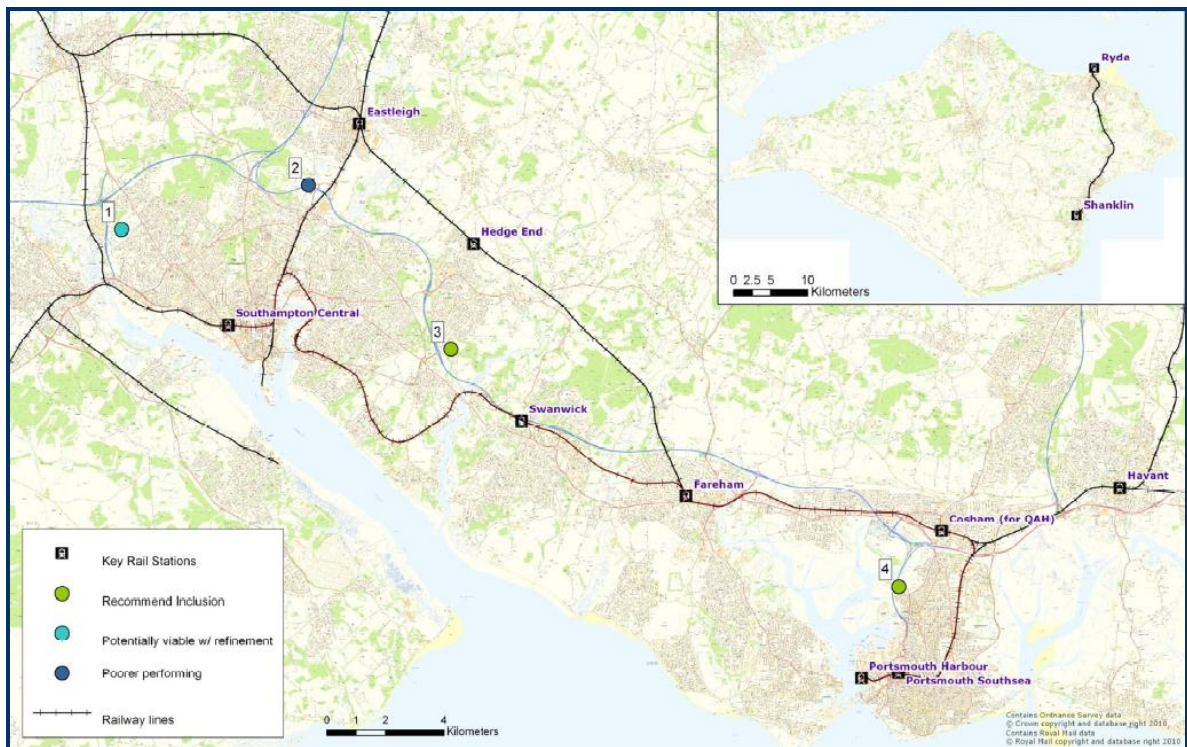 Ryde
Eastleigh
2
1
Shanklin
Hedge End
0 2.5 5 10
Kilometers
Southampton Central
3
Swanwick
Fareham
Havant
Cosham (for QAH)
4
Key Rail Stations
Recommend Inclusion
Potentially viable w/ refinement
Poorer performing
Railway lines
Portsmouth Harbour
Portsmouth Southsea
0 1 2 4
Kilometers
Contains Ordnance Survey data
© Crown copyright and database right 2010
Contains Royal Mail data
© Royal Mail copyright and database right 2010